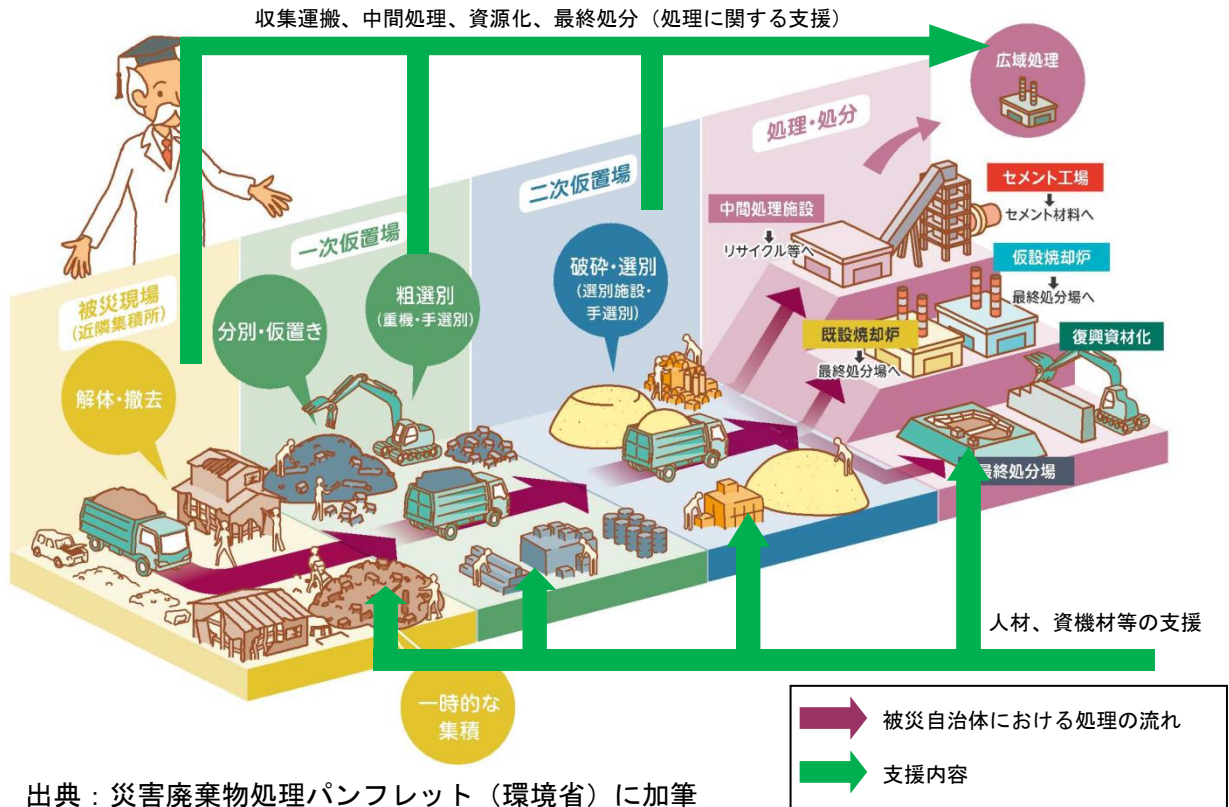 収集運搬、中間処理、資源化、最終処分（処理に関する支援）
広域処理
処理・処分
セメント工場
セメント材料へ
中間処理施設
リサイクル等へ
仮設焼却炉
最終処分場へ
既設焼却炉
最終処分場へ
復興資材化
最終処分場
二次仮置場
破砕・選別
（選別施設・
手選別）
一次仮置場
粗選別
（重機・手選別）
分別・仮置き
被災現場
（近隣集積所）
解体・撤去
一時的な
集積
人材、資機材等の支援
被災自治体における処理の流れ
支援内容
出典：災害廃棄物処理パンフレット（環境省）に加筆